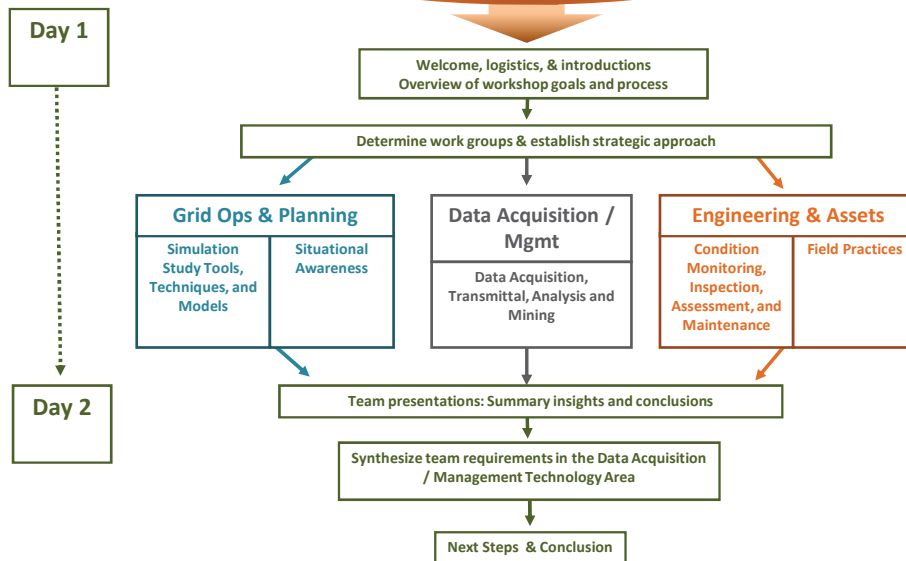 Day 1
Welcome, logistics, & introductions
Overview of workshop goals and process
Determine work groups & establish strategic approach
Grid Ops & Planning
Simulation
Study Tools,
Techniques, and
Models
Situational
Awareness
Data Acquisition /
Mgmt
Data Acquisition,
Transmittal, Analysis and
Mining
Engineering & Assets
Condition
Monitoring,
Inspection,
Assessment, and
Maintenance
Field Practices
Day 2
Team presentations: Summary insights and conclusions
Synthesize team requirements in the Data Acquisition
/ Management Technology Area
Next Steps & Conclusion